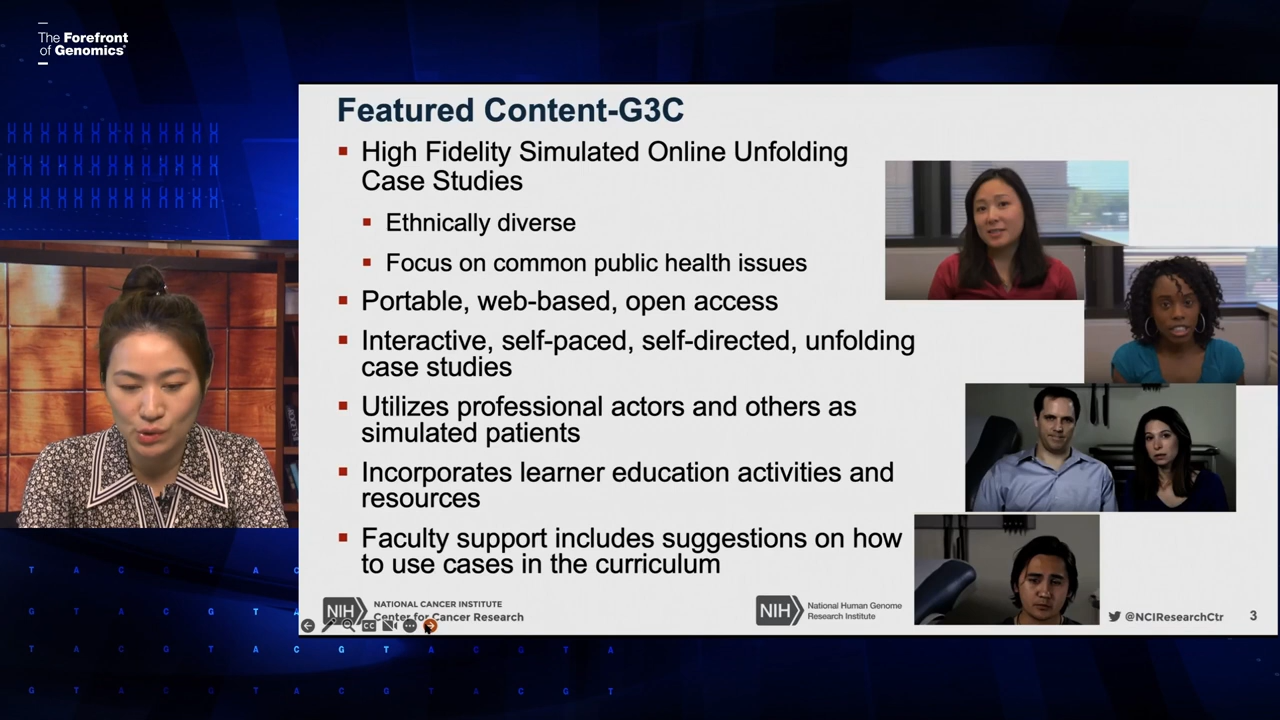 The Forefront
of Genomics®
Featured Content-G3C
▪ High Fidelity Simulated Online Unfolding
Case Studies
▪ Ethnically diverse
▪ Focus on common public health issues
▪ Portable, web-based, open access
▪ Interactive, self-paced, self-directed, unfolding
case studies
▪ Utilizes professional actors and others as
simulated patients
▪ Incorporates learner education activities and
resources
▪ Faculty support includes suggestions on how
to use cases in the curriculum
NIH NATIONAL CANCER INSTITUTE
Center for Cancer Research
CC
NIH National Human Genome
Research Institute
@NCIResearchCtr 3
T A C G T A C
G T A C G T A
T A C G T A C G T A C G T A
G T A C G T A C G T A C G T